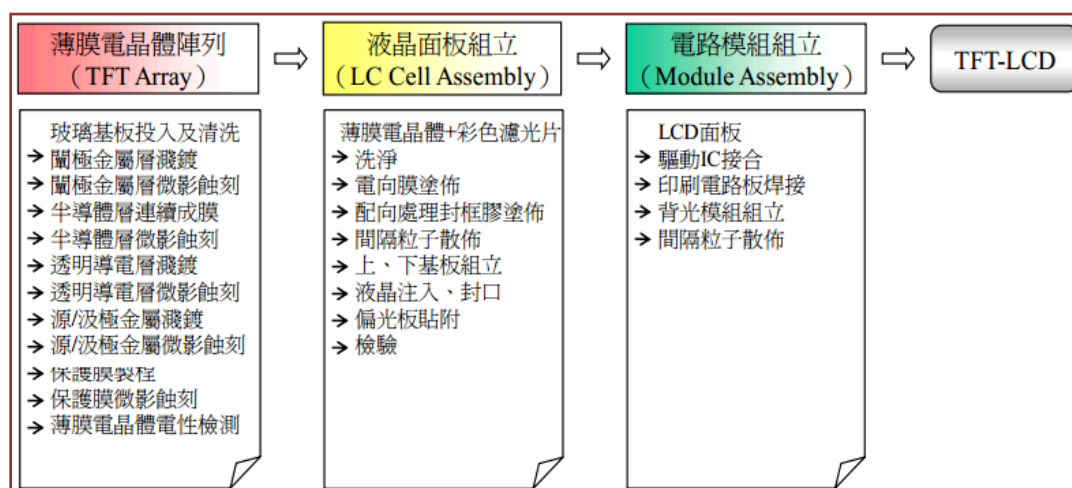 薄膜電晶體陣列
（TFT Array）
液晶面板組立
（LC Cell Assembly）
電路模組組立
（Module Assembly）
TFT-LCD
玻璃基板投入及清洗
→ 閘極金屬層濺鍍
→ 閘極金屬層微影蝕刻
→ 半導體層連續成膜
→ 半導體層微影蝕刻
→ 透明導電層濺鍍
→ 透明導電層微影蝕刻
→ 源/汲極金屬濺鍍
→ 源/汲極金屬微影蝕刻
→ 保護膜製程
→ 保護膜微影蝕刻
→ 薄膜電晶體電性檢測
薄膜電晶體+彩色濾光片
→ 洗淨
→ 電向膜塗佈
→ 配向處理封框膠塗佈
→ 間隔粒子散佈
→ 上、下基板組立
→ 液晶注入、封口
→ 偏光板貼附
→ 檢驗
LCD面板
→ 驅動IC接合
→ 印刷電路板焊接
→ 背光模組組立
→ 間隔粒子散佈